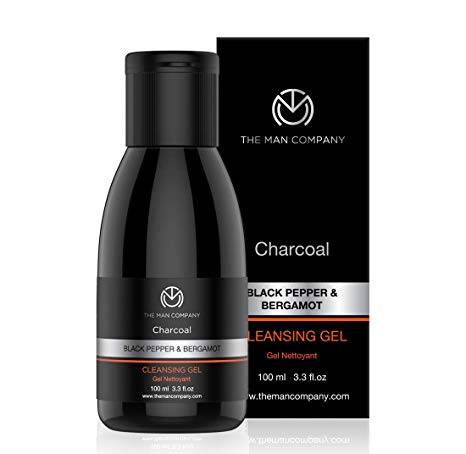 THE MAN COMPANY
Charcoal
BLACK PEPPER & BERGAMOT
CLEANSING GEL
Gel Nettoyant
100 ml 3.3 fl.oz
www.themancompany.com
THE MAN COMPANY
Charcoal
BLACK PEPPER &
BERGAMOT
CLEANSING GEL
Gel Nettoyant
100 ml 3.3 fl.oz
www.themancompany.com